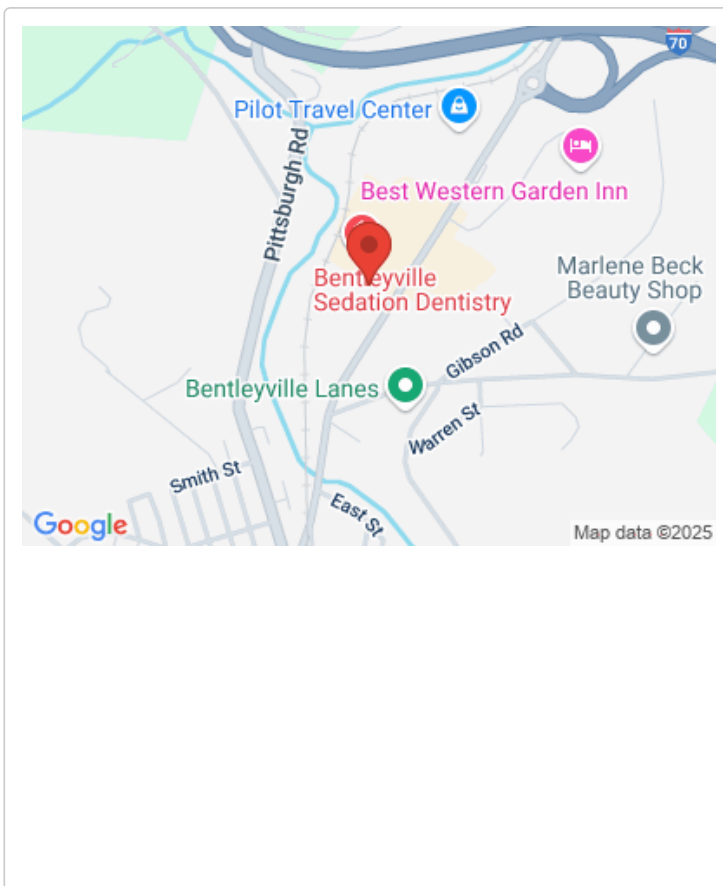 70
Pilot Travel Center
Pittsburgh Rd
Best Western Garden Inn
Bentleyville
Sedation Dentistry
Marlene Beck
Beauty Shop
Gibson Rd
Bentleyville Lanes
Warren St
Smith St
East St
Google
Map data ©2025